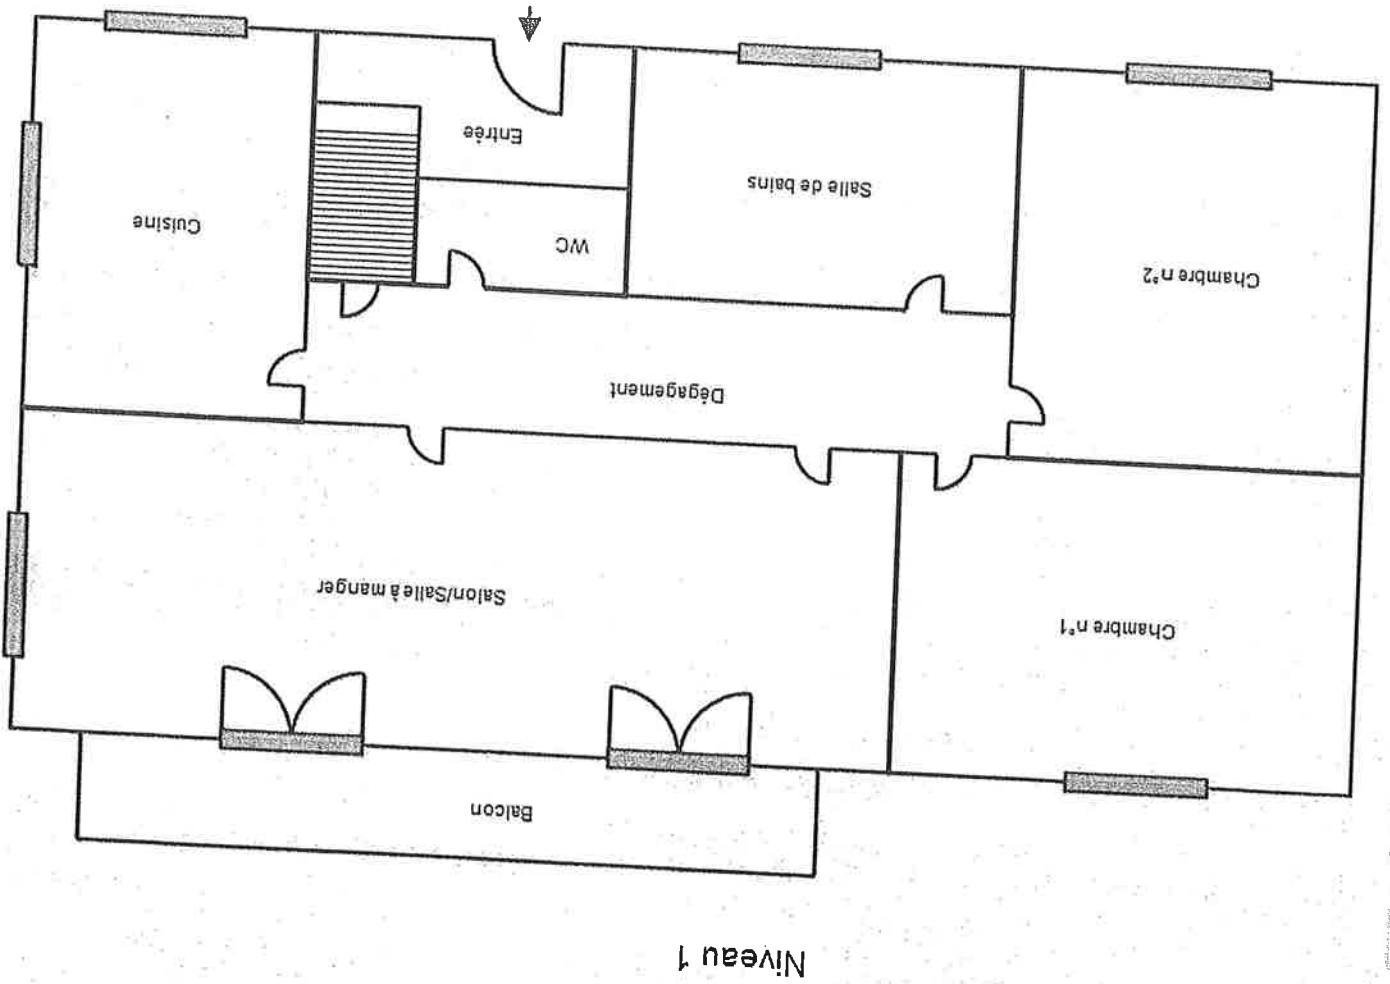 Niveau 1
Balcon
Chambre n°1
Salon/Salle à manger
Dégagement
Chambre n°2
WC
Cuisine
Salle de bains
Entrée